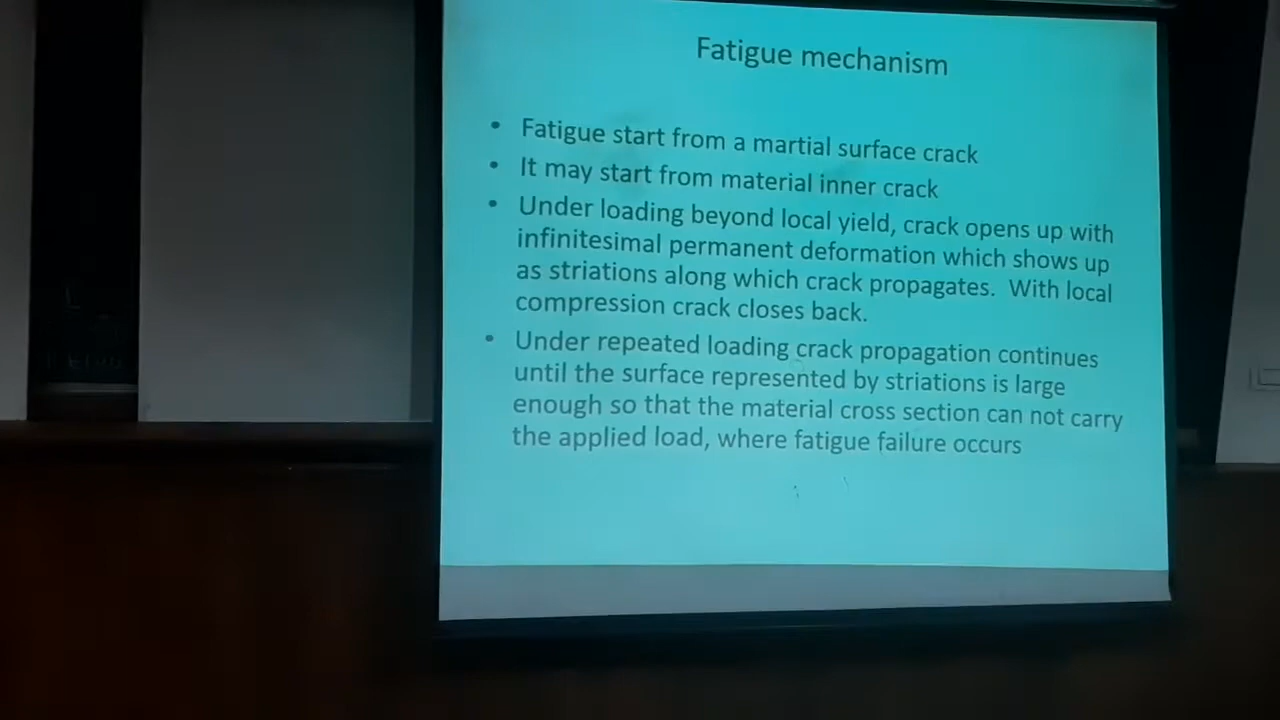 Fatigue mechanism
• Fatigue start from a martial surface crack
• It may start from material inner crack
• Under loading beyond local yield, crack opens up with
infinitesimal permanent deformation which shows up
as striations along which crack propagates. With local
compression crack closes back.
• Under repeated loading crack propagation continues
until the surface represented by striations is large
enough so that the material cross section can not carry
the applied load, where fatigue failure occurs